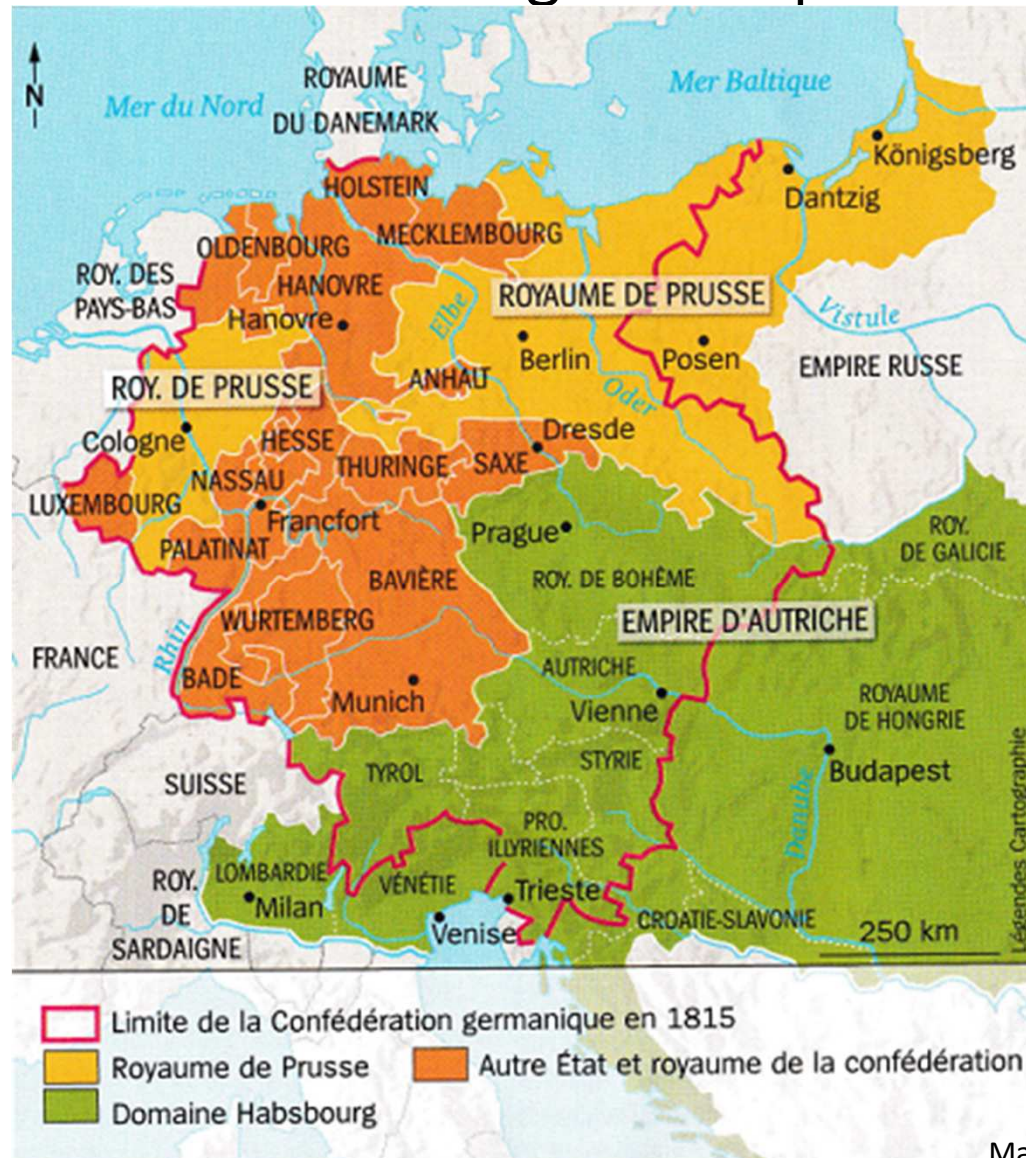 N
Mer du Nord
ROYAUME
DU DANEMARK
Mer Baltique
Königsberg
Dantzig
HOLSTEIN
MECKLEMBOURG
OLDENBOURG
HANOVRE
Hanovre
ROY. DES
PAYS-BAS
Elbe
ROYAUME DE PRUSSE
Vistule
Berlin
Posen
EMPIRE RUSSE
ROY. DE PRUSSE
ANHALT
Oder
Cologne
HESSE
Dresde
NASSAU
THURINGE
SAXE
LUXEMBOURG
Francfort
Prague
PALATINAT
ROY.
DE GALICIE
BAVIÈRE
ROY. DE BOHÊME
WURTEMBERG
EMPIRE D'AUTRICHE
FRANCE
Rhin
BADE
AUTRICHE
Munich
Vienne
ROYAUME
DE HONGRIE
SUISSE
TYROL
STYRIE
Budapest
Danube
PRO.
ILLYRIENNES
LOMBARDIE
VÉNÉTIE
Trieste
ROY.
DE
SARDAIGNE
Milan
Venise
CROATIE-SLAVONIE
250 km
Légendes Cartographie
Limite de la Confédération germanique en 1815
Royaume de Prusse
Autre État et royaume de la confédération
Domaine Habsbourg
Ma